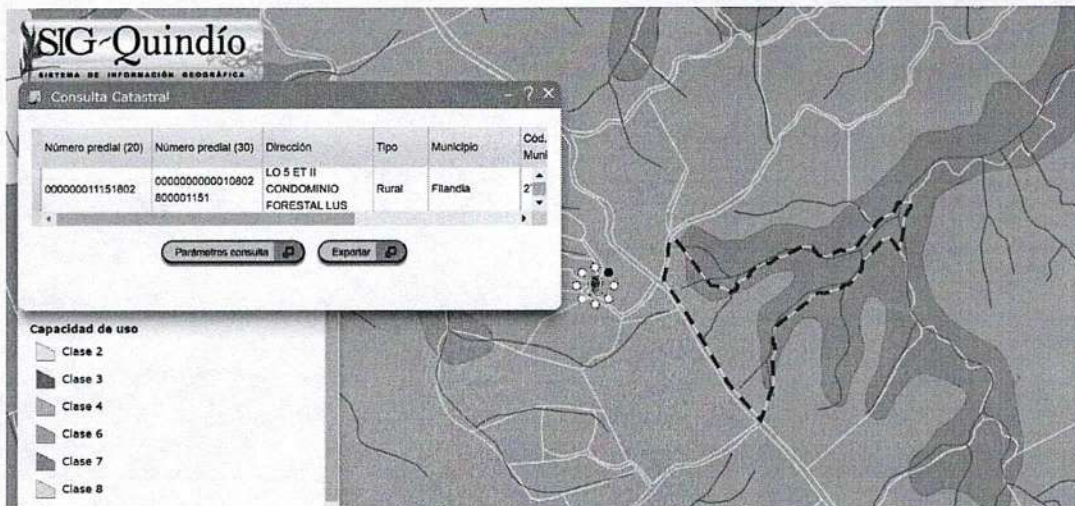 SIG-Quindío
SISTEMA DE INFORMACIÓN GEOGRÁFICA
Consulta Catastral
Número predial (20) Número predial (30) Dirección Tipo Municipio Cód. Muni
000000011151802 0000000000010802 800001151 LO 5 ET II CONDOMINIO FORESTAL LUS Rural Filandia 2
Parámetros consulta Exportar
Capacidad de uso
Clase 2
Clase 3
Clase 4
Clase 6
Clase 7
Clase 8